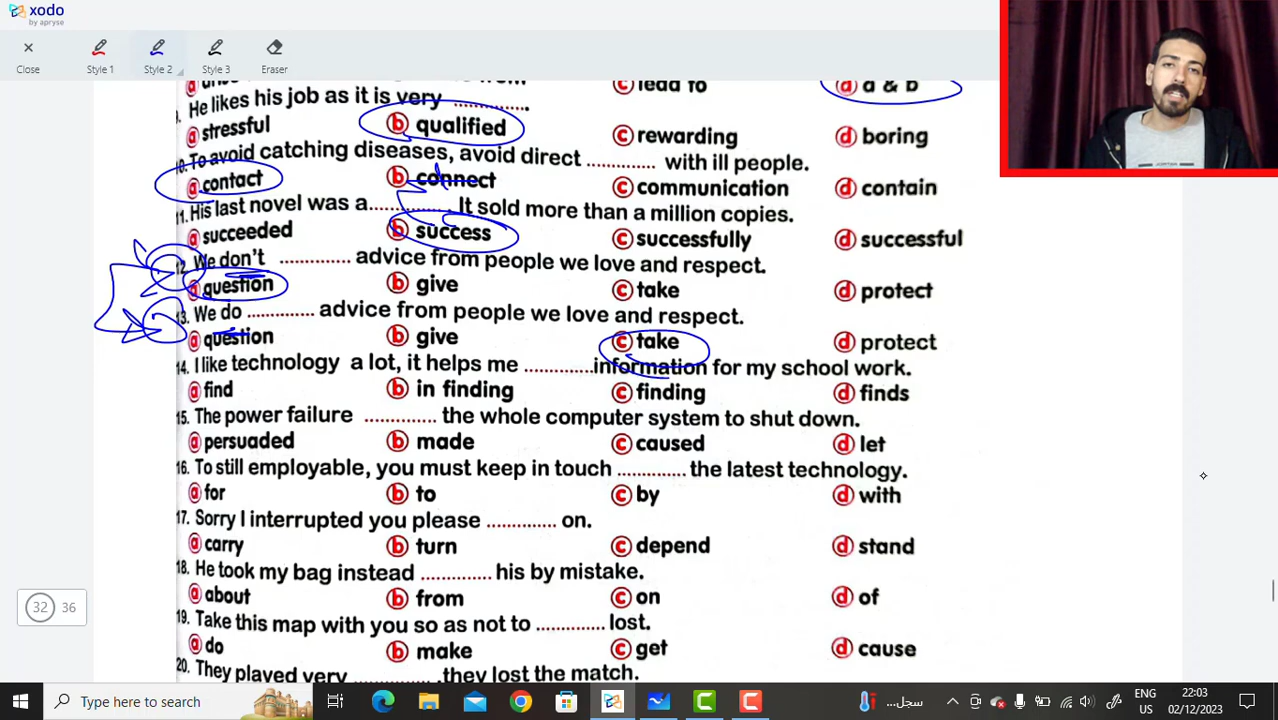 xodo
by apryse
Close
Style 1
Style 2
Style 3
Eraser
c lead to
d a & b
9. He likes his job as it is very ............. .
a stressful
b qualified
c rewarding
d boring
10. To avoid catching diseases, avoid direct ............ with ill people.
a contact
b connect
c communication
d contain
11. His last novel was a............... It sold more than a million copies.
a succeeded
b success
c successfully
d successful
12 We don't ............ advice from people we love and respect.
a question
b give
c take
d protect
13. We do ............ advice from people we love and respect.
a question
b give
c take
d protect
14. I like technology a lot, it helps me ............information for my school work.
a find
b in finding
c finding
d finds
15. The power failure ............ the whole computer system to shut down.
a persuaded
b made
c caused
d let
16. To still employable, you must keep in touch ............ the latest technology.
a for
b to
c by
d with
17. Sorry I interrupted you please ............ on.
a carry
b turn
c depend
d stand
18. He took my bag instead ............ his by mistake.
a about
b from
c on
d of
19. Take this map with you so as not to ............ lost.
a do
b make
c get
d cause
20. They played very .............. ,they lost the match.
32 36
Type here to search
سجل...
ENG
US
22:03
02/12/2023